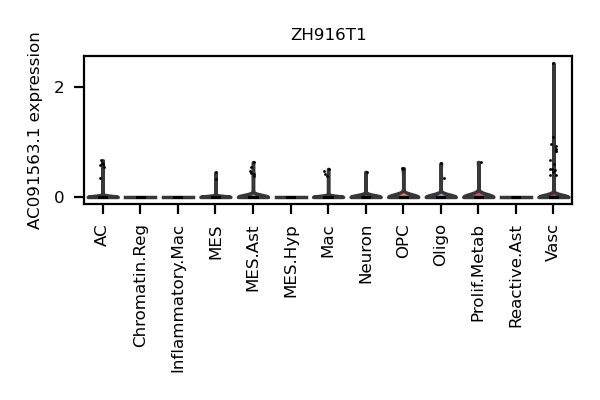 ZH916T1
AC091563.1 expression
2
0
AC
Chromatin.Reg
Inflammatory.Mac
MES
MES.Ast
MES.Hyp
Mac
Neuron
OPC
Oligo
Prolif.Metab
Reactive.Ast
Vasc